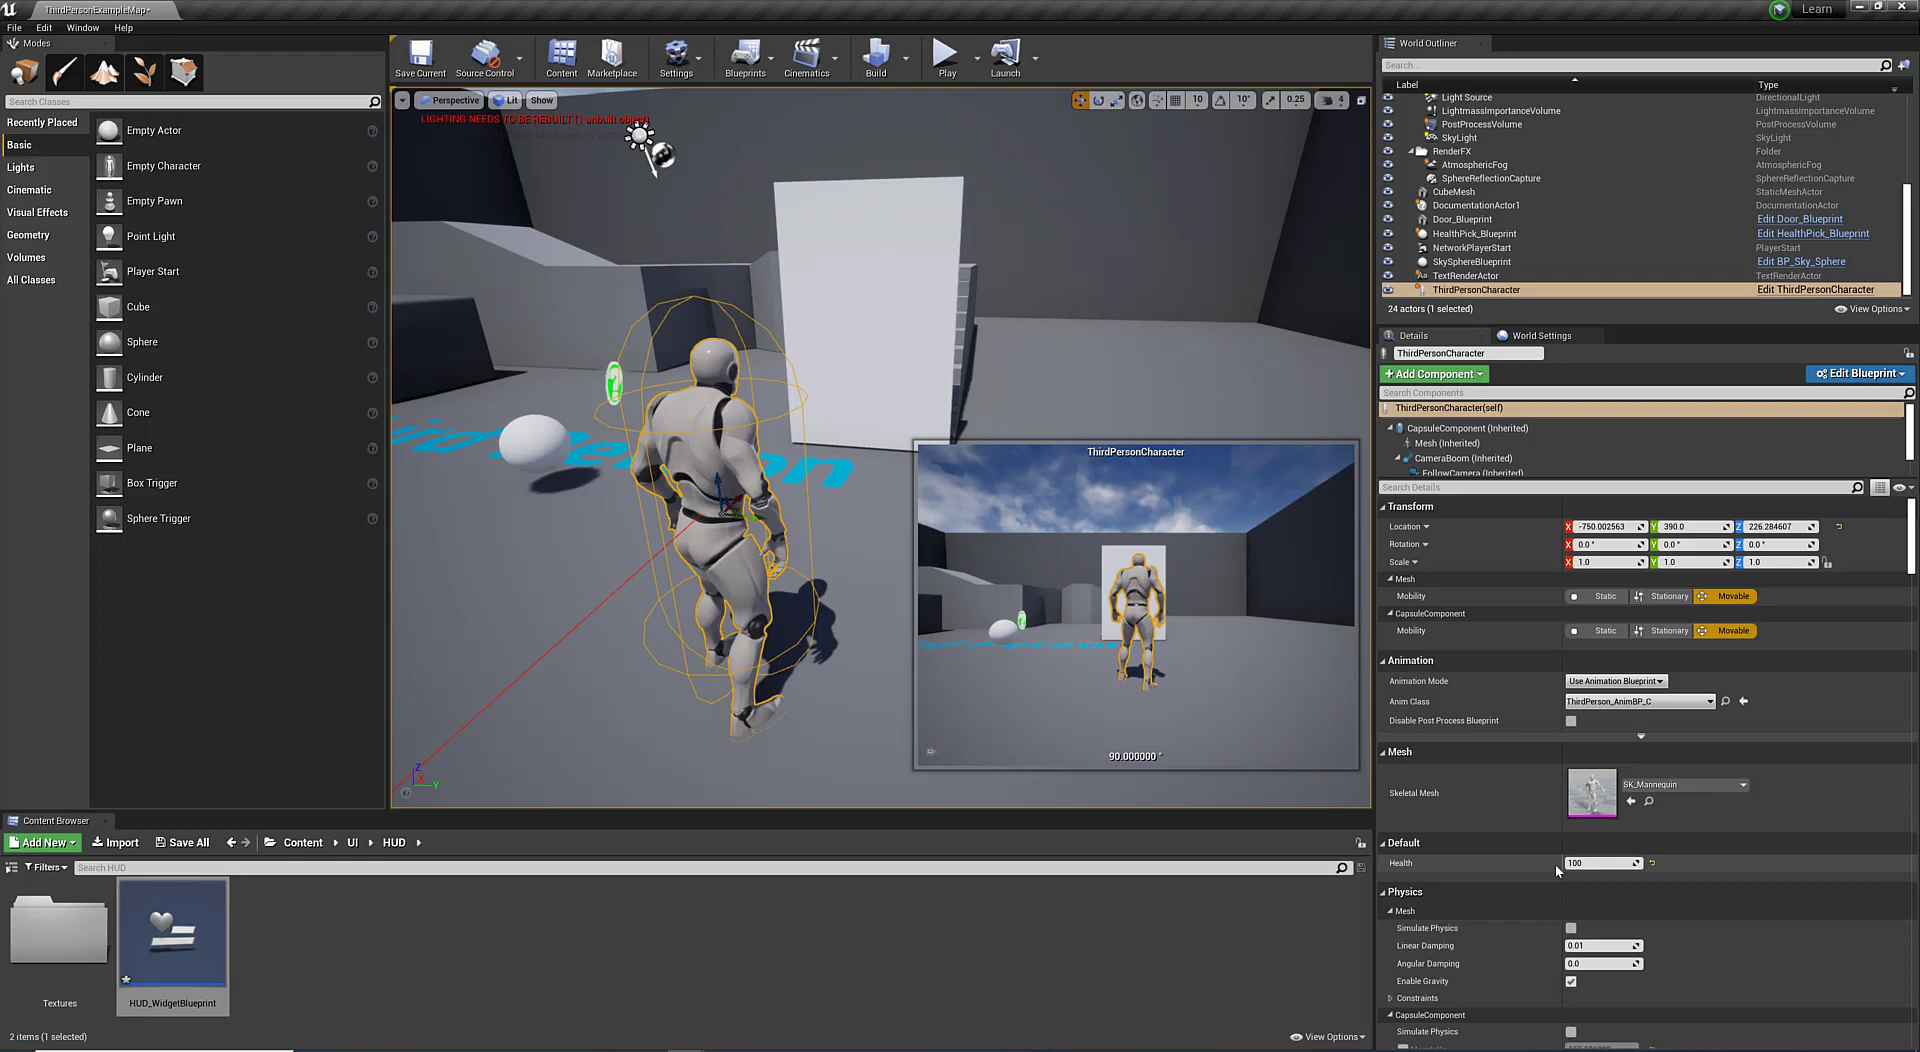 ThirdPersonExampleMap*
Learn
File Edit Window Help
Modes
Search Classes
Recently Placed
Basic
Lights
Cinematic
Visual Effects
Geometry
Volumes
All Classes
Empty Actor
Empty Character
Empty Pawn
Point Light
Player Start
Cube
Sphere
Cylinder
Cone
Plane
Box Trigger
Sphere Trigger
Save Current Source Control Content Marketplace Settings Blueprints Cinematics Build Play Launch
Perspective Lit Show
10 10° 0.25 4
LIGHTING NEEDS TO BE REBUILT (1 unbuilt object)
ThirdPersonCharacter
90.000000 °
Z
X
Y
World Outliner
Search...
Label Type
Light Source DirectionalLight
LightmassImportanceVolume LightmassImportanceVolume
PostProcessVolume PostProcessVolume
SkyLight SkyLight
RenderFX Folder
AtmosphericFog AtmosphericFog
SphereReflectionCapture SphereReflectionCapture
CubeMesh StaticMeshActor
DocumentationActor1 DocumentationActor
Door_Blueprint Edit Door_Blueprint
HealthPick_Blueprint Edit HealthPick_Blueprint
NetworkPlayerStart PlayerStart
SkySphereBlueprint Edit BP_Sky_Sphere
TextRenderActor TextRenderActor
ThirdPersonCharacter Edit ThirdPersonCharacter
24 actors (1 selected) View Options
Details World Settings
ThirdPersonCharacter
+Add Component Edit Blueprint
Search Components
ThirdPersonCharacter(self)
CapsuleComponent (Inherited)
Mesh (Inherited)
CameraBoom (Inherited)
FollowCamera (Inherited)
Search Details
Transform
Location X -750.002563 Y 390.0 Z 226.284607
Rotation X 0.0 ° Y 0.0 ° Z 0.0 °
Scale X 1.0 Y 1.0 Z 1.0
Mesh
Mobility Static Stationary Movable
CapsuleComponent
Mobility Static Stationary Movable
Animation
Animation Mode Use Animation Blueprint
Anim Class ThirdPerson_AnimBP_C
Disable Post Process Blueprint
Mesh
Skeletal Mesh SK_Mannequin
Default
Health 100
Physics
Mesh
Simulate Physics
Linear Damping 0.01
Angular Damping 0.0
Enable Gravity
Constraints
CapsuleComponent
Simulate Physics
Content Browser
Add New Import Save All Content UI HUD
Filters Search HUD
Textures
HUD_WidgetBlueprint
2 items (1 selected) View Options